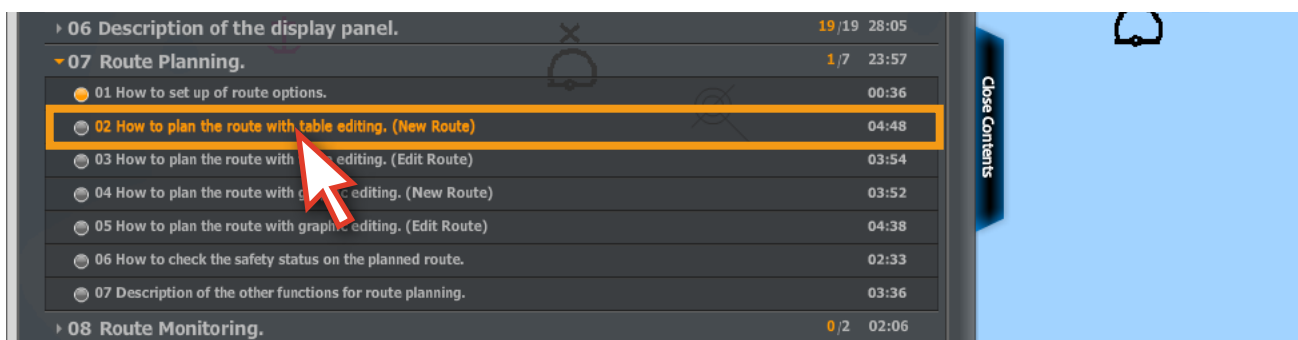 06 Description of the display panel. 19/19 28:05
07 Route Planning. 1/7 23:57
01 How to set up of route options. 00:36
02 How to plan the route with table editing. (New Route) 04:48
03 How to plan the route with editing. (Edit Route) 03:54
04 How to plan the route with editing. (New Route) 03:52
05 How to plan the route with graphic editing. (Edit Route) 04:38
06 How to check the safety status on the planned route. 02:33
07 Description of the other functions for route planning. 03:36
08 Route Monitoring. 0/2 02:06
Close Contents